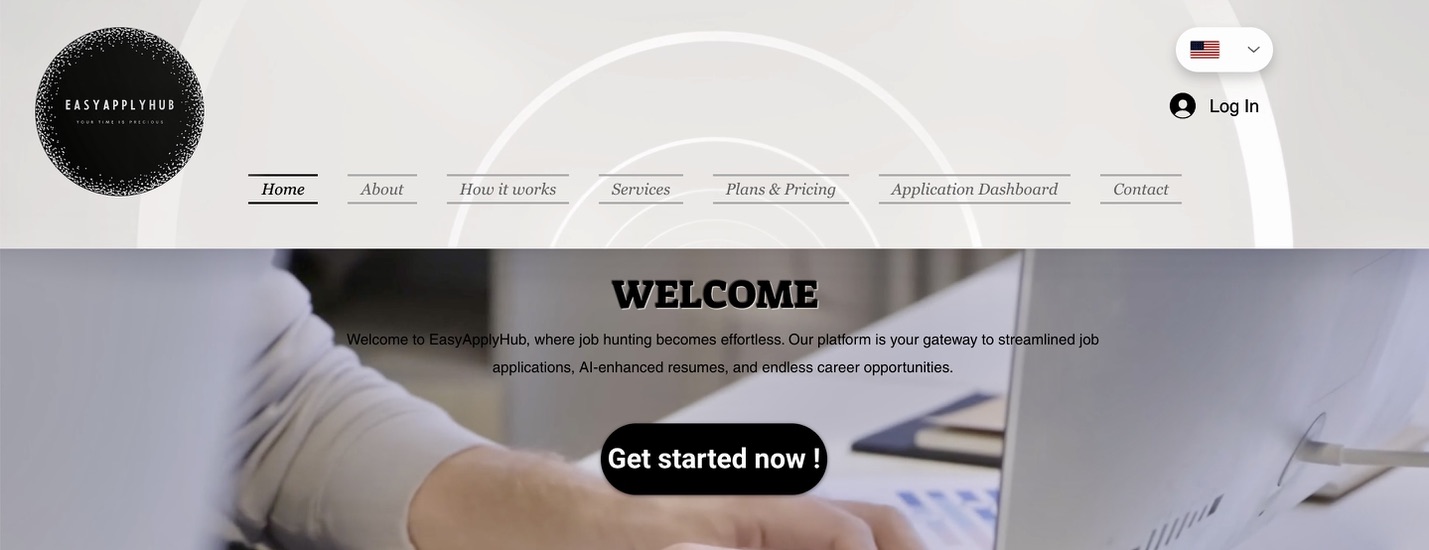 EASYAPPLYHUB
YOUR TIME IS PRECIOUS
Log In
Home About How it works Services Plans & Pricing Application Dashboard Contact
WELCOME
Welcome to EasyApplyHub, where job hunting becomes effortless. Our platform is your gateway to streamlined job
applications, AI-enhanced resumes, and endless career opportunities.
Get started now !